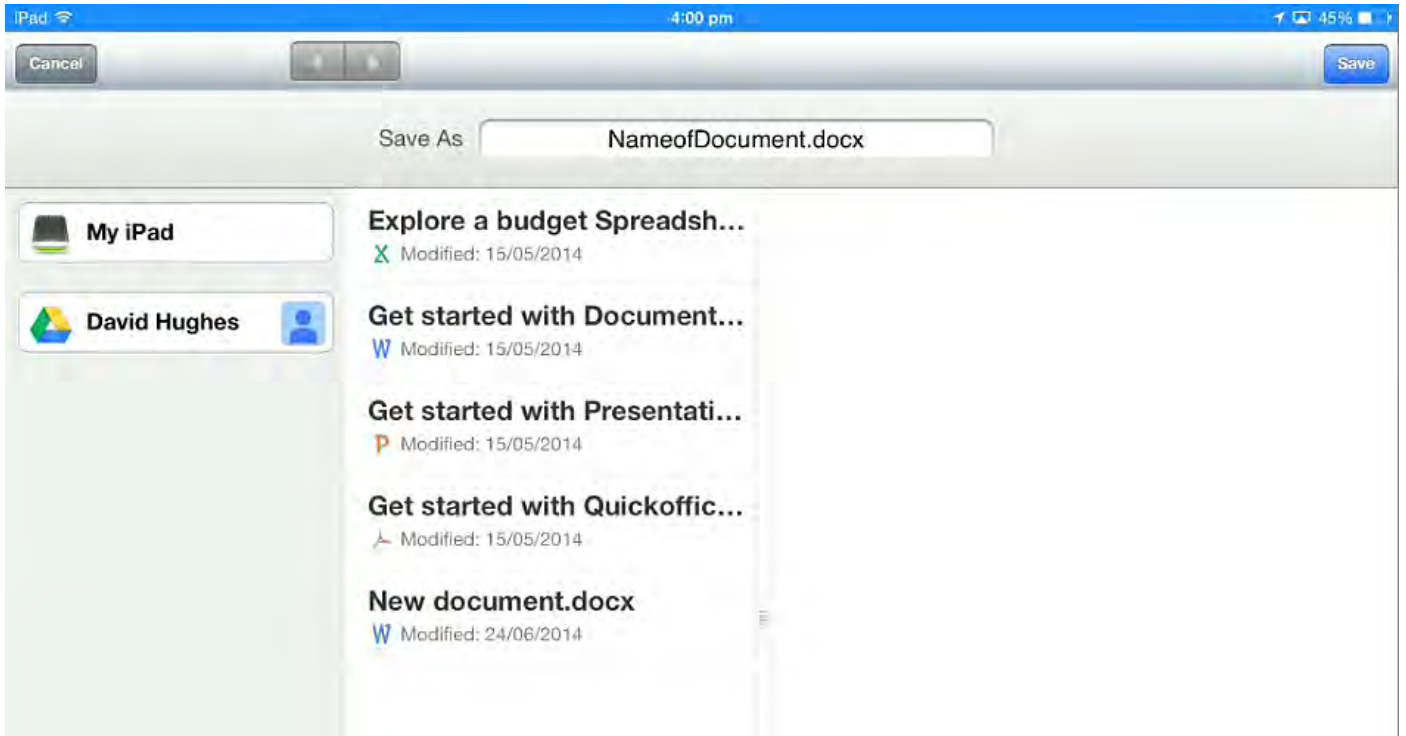 iPad 4:00 pm 45%
Cancel Save
Save As NameofDocument.docx
My iPad
David Hughes
Explore a budget Spreadsh...
X Modified: 15/05/2014
Get started with Document...
W Modified: 15/05/2014
Get started with Presentati...
P Modified: 15/05/2014
Get started with Quickoffic...
Modified: 15/05/2014
New document.docx
W Modified: 24/06/2014